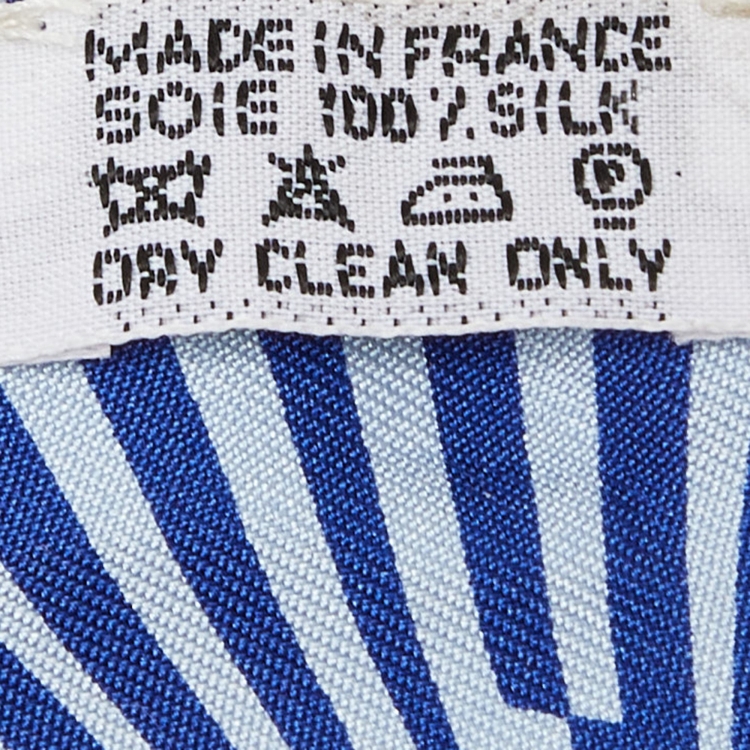 MADE IN FRANCE
SOIE 100% SILK
P
DRY CLEAN ONLY